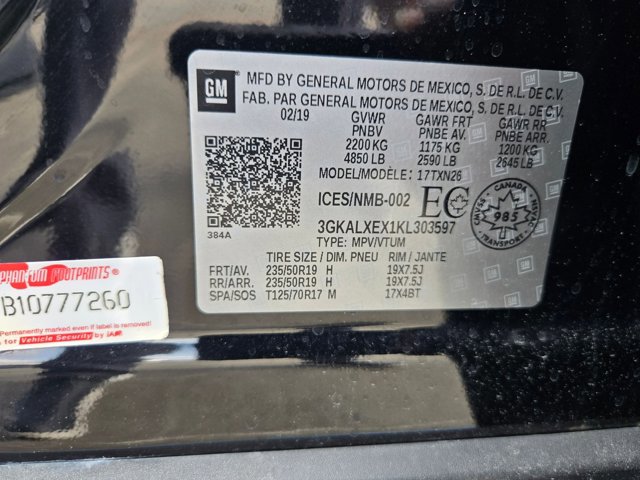 GM
MFD BY GENERAL MOTORS DE MEXICO, S. DE R.L. DE C.V.
FAB. PAR GENERAL MOTORS DE MEXICO, S. DE R.L. DE C.V.
02/19 GVWR GAWR FRT GAWR RR
PNBV PNBE AV. PNBE ARR.
2200 KG 1175 KG 1200 KG
4850 LB 2590 LB 2645 LB
MODEL/MODÈLE: 17TXN26
ICES/NMB-002 EC
384A
3GKALXEX1KL303597
TYPE: MPV/VTUM
CANADA
985
TRANSPORT
TIRE SIZE / DIM. PNEU RIM / JANTE
FRT/AV. 235/50R19 H 19X7.5J
RR/ARR. 235/50R19 H 19X7.5J
SPA/SOS T125/70R17 M 17X4BT
PHANTOM FOOTPRINTS®
B10777260
Permanently marked even if label is removed
for Vehicle Security by